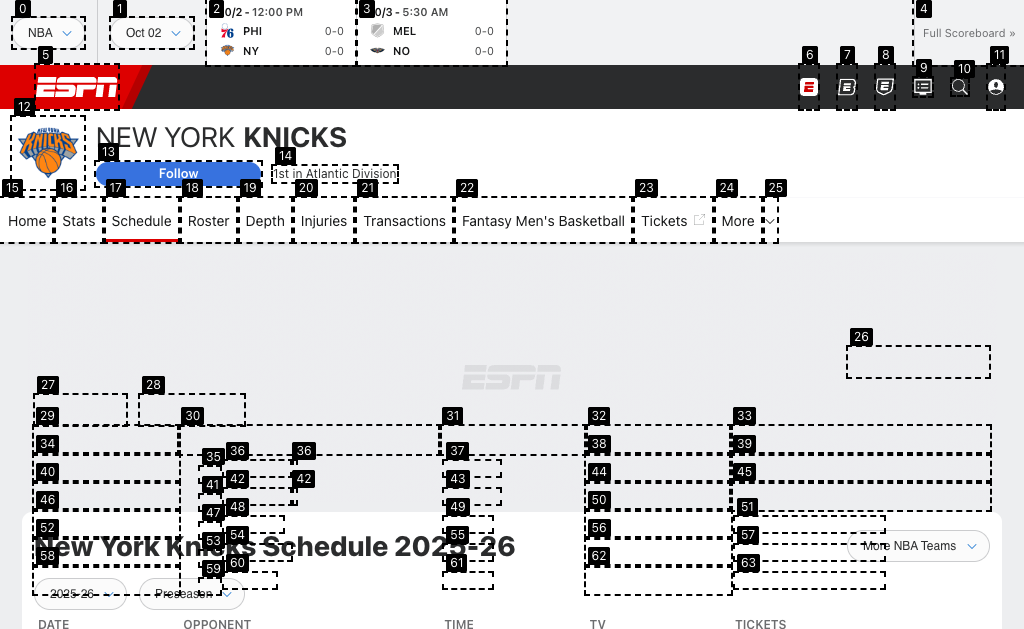 0 1 2 3 4
NBA Oct 02 0/2 - 12:00 PM 0/3 - 5:30 AM
PHI 0-0 MEL 0-0 Full Scoreboard »
NY 0-0 NO 0-0
5 6 7 8 9 10 11
ESPN
12
NEW YORK KNICKS
13 14
Follow 1st in Atlantic Division
15 16 17 18 19 20 21 22 23 24 25
Home Stats Schedule Roster Depth Injuries Transactions Fantasy Men's Basketball Tickets More
26
ESPN
27 28
29 30 31 32 33
34 35 36 36 37 38 39
40 41 42 42 43 44 45
46 47 48 49 50 51
52 53 54 55 56 57
New York Knicks Schedule 2025-26 More NBA Teams
58 59 60 61 62 63
2025-26 Preseason
DATE OPPONENT TIME TV TICKETS